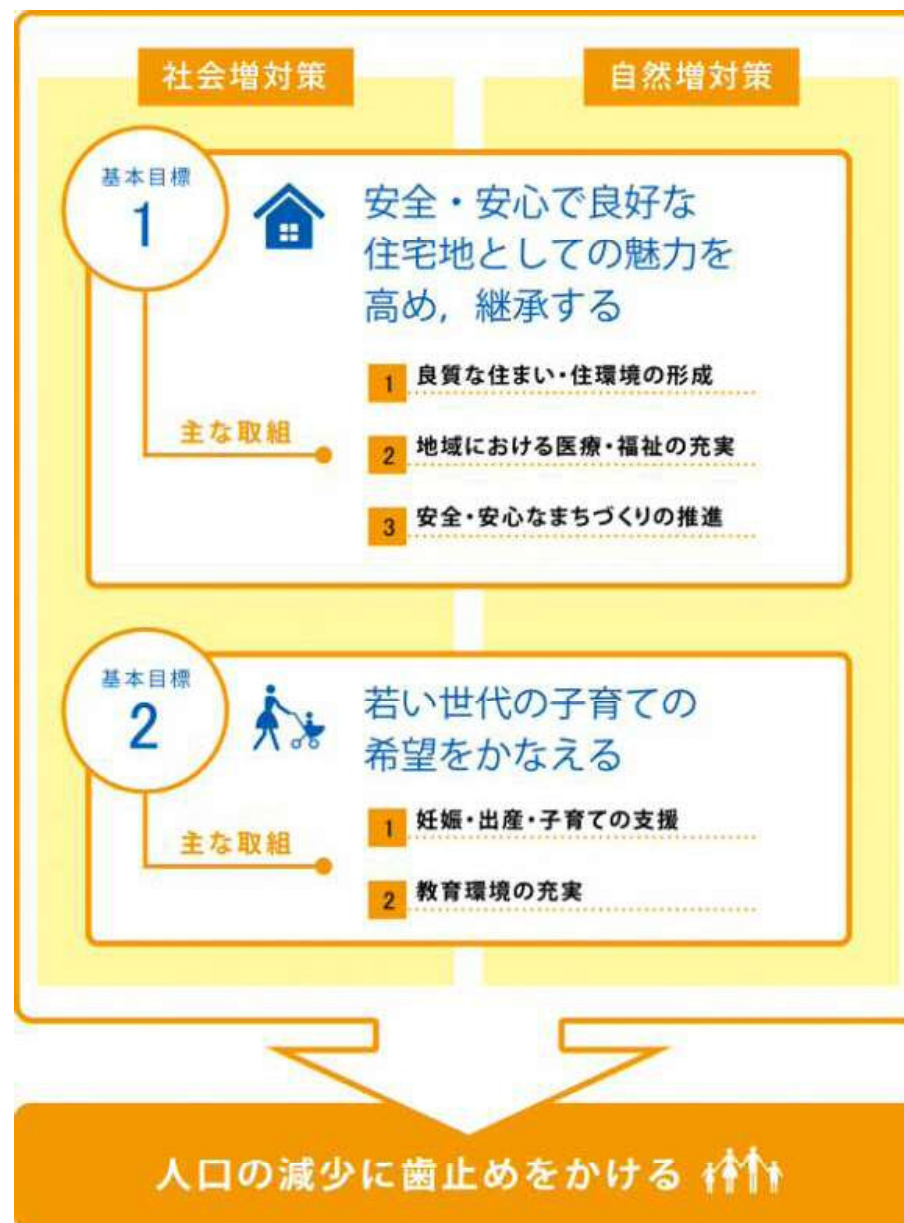 社会増対策
自然増対策
基本目標
1
安全・安心で良好な
住宅地としての魅力を
高め，継承する
主な取組
1 良質な住まい・住環境の形成
2 地域における医療・福祉の充実
3 安全・安心なまちづくりの推進
基本目標
2
若い世代の子育ての
希望をかなえる
主な取組
1 妊娠・出産・子育ての支援
2 教育環境の充実
人口の減少に歯止めをかける